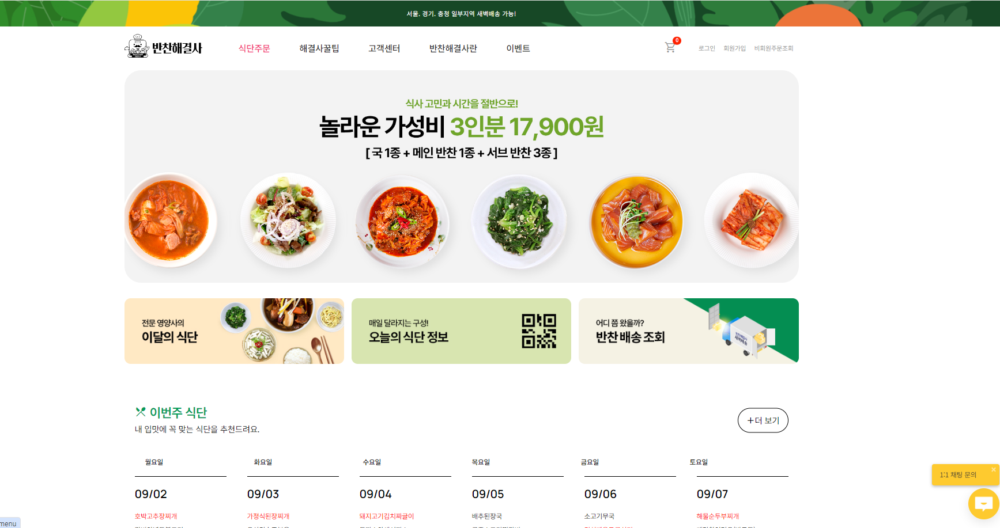 서울. 경기. 충청 일부지역 새벽배송 가능!
반찬해결사
식단주문
해결사꿀팁
고객센터
반찬해결사란
이벤트
0
로그인
회원가입
비회원주문조회
식사 고민과 시간을 절반으로!
놀라운 가성비 3인분 17,900원
[ 국 1종 + 메인 반찬 1종 + 서브 반찬 3종 ]
전문 영양사의
이달의 식단
매일 달라지는 구성!
오늘의 식단 정보
어디 쯤 왔을까?
반찬 배송 조회
반찬해결사
새벽배송
이번주 식단
내 입맛에 꼭 맞는 식단을 추천드려요.
+더 보기
월요일
화요일
수요일
목요일
금요일
토요일
09/02
09/03
09/04
09/05
09/06
09/07
호박고추장찌개
가정식된장찌개
돼지고기김치짜글이
배추된장국
소고기무국
해물순두부찌개
1:1 채팅 문의
menu